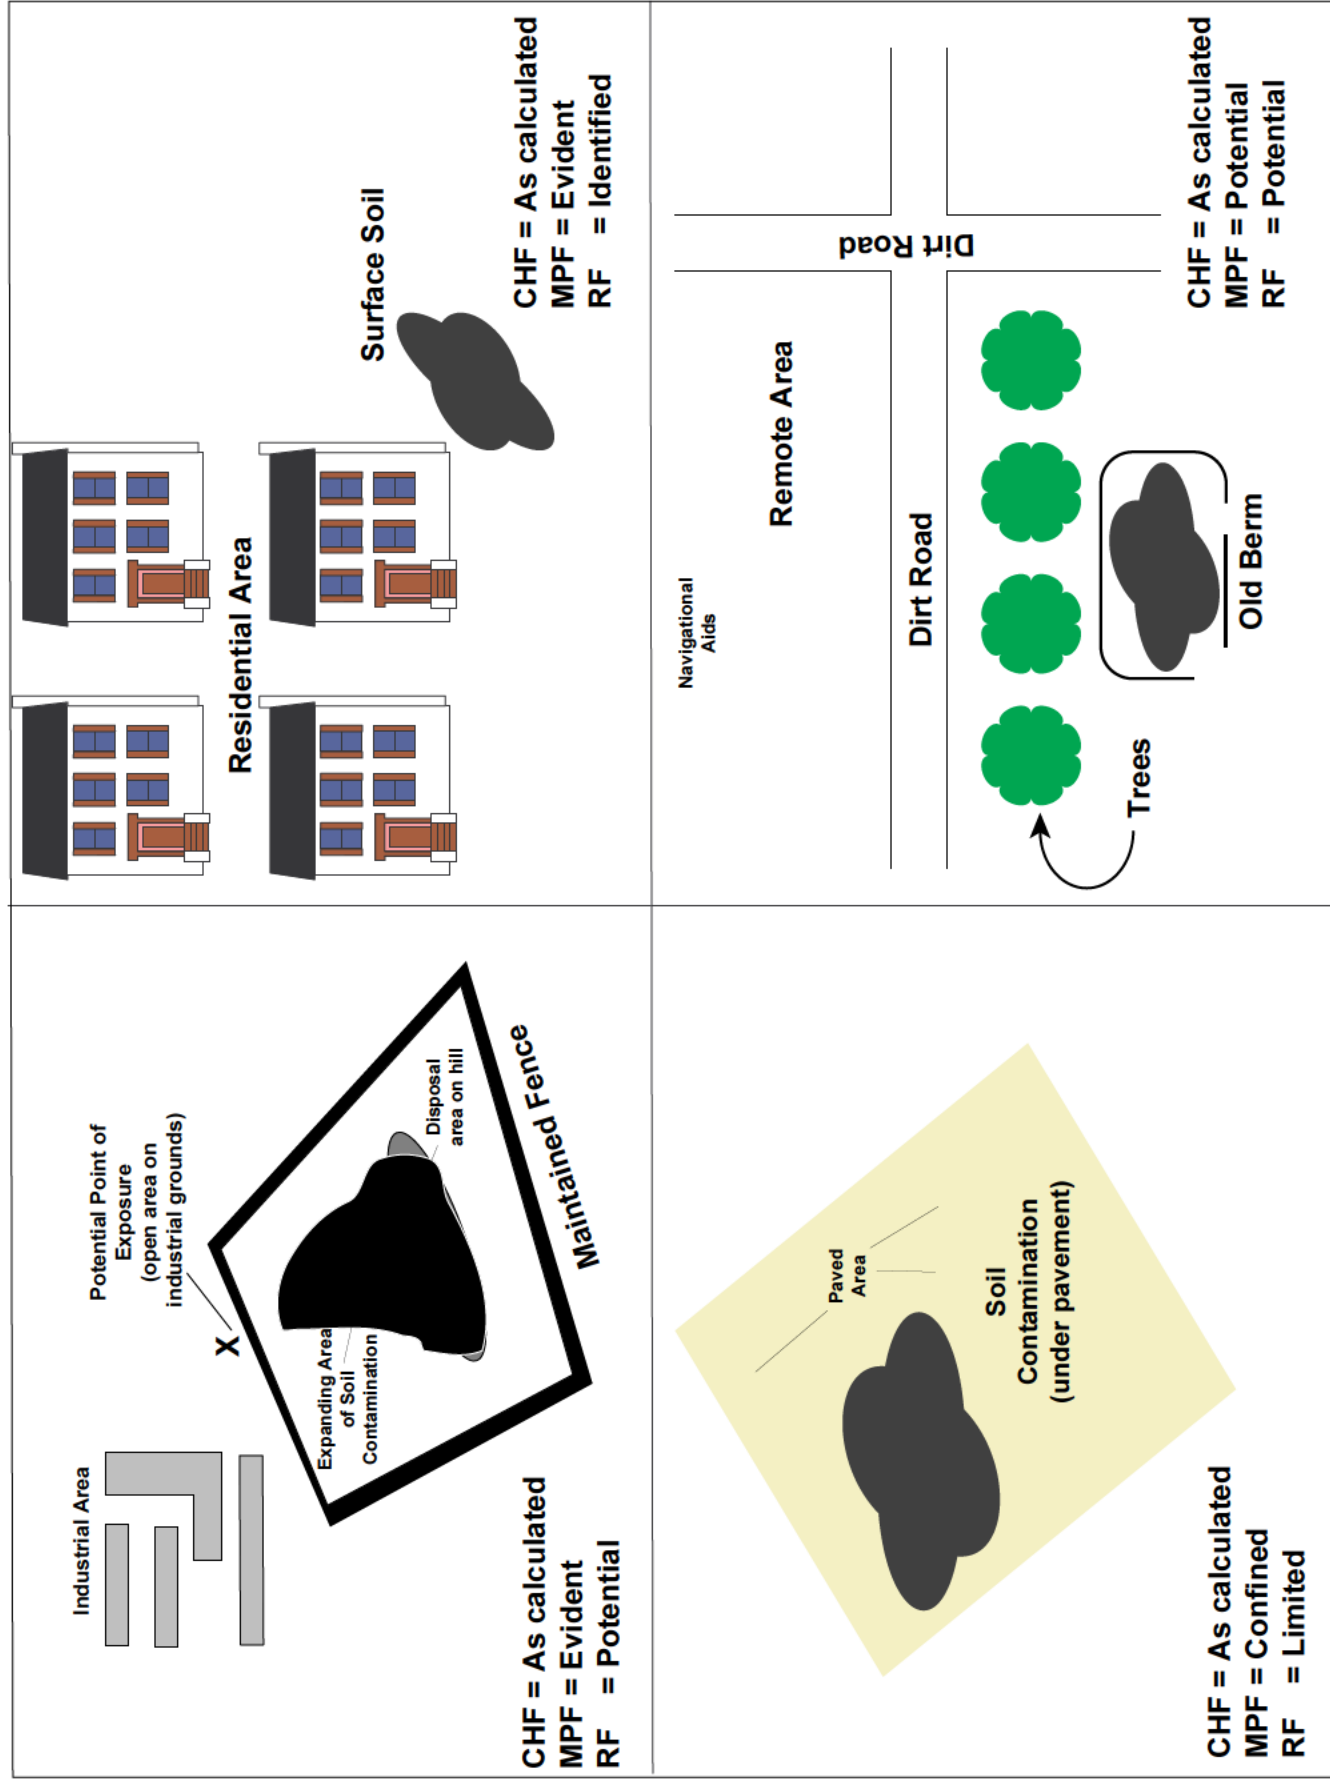 Industrial Area
Potential Point of
Exposure
(open area on
industrial grounds)
X
Expanding Area
of Soil
Contamination
Disposal
area on hill
Maintained Fence
CHF = As calculated
MPF = Evident
RF = Potential
Residential Area
Surface Soil
CHF = As calculated
MPF = Evident
RF = Identified
Paved
Area
Soil
Contamination
(under pavement)
CHF = As calculated
MPF = Confined
RF = Limited
Navigational
Aids
Remote Area
Dirt Road
Dirt Road
Trees
Old Berm
CHF = As calculated
MPF = Potential
RF = Potential